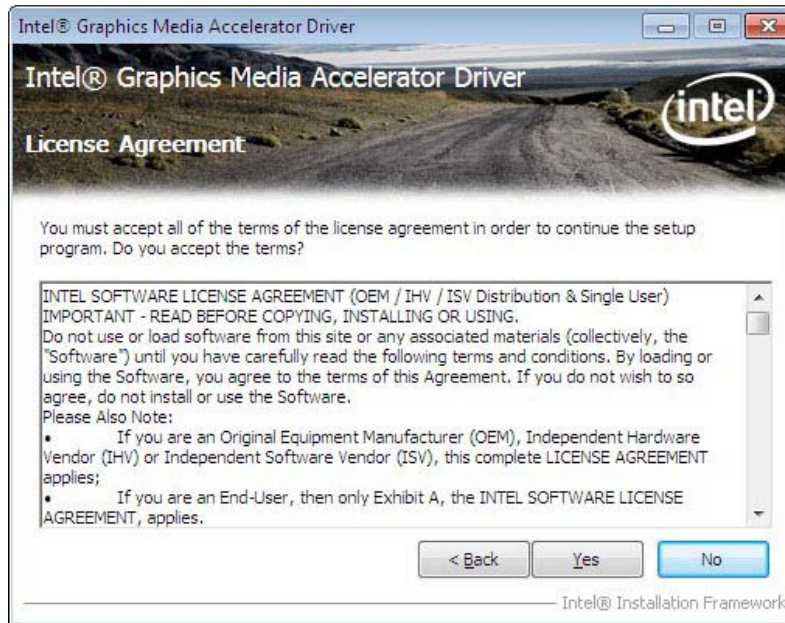 Intel® Graphics Media Accelerator Driver
Intel® Graphics Media Accelerator Driver
intel
License Agreement
You must accept all of the terms of the license agreement in order to continue the setup
program. Do you accept the terms?
INTEL SOFTWARE LICENSE AGREEMENT (OEM / IHV / ISV Distribution & Single User)
IMPORTANT - READ BEFORE COPYING, INSTALLING OR USING.
Do not use or load software from this site or any associated materials (collectively, the
"Software") until you have carefully read the following terms and conditions. By loading or
using the Software, you agree to the terms of this Agreement. If you do not wish to so
agree, do not install or use the Software.
Please Also Note:
• If you are an Original Equipment Manufacturer (OEM), Independent Hardware
Vendor (IHV) or Independent Software Vendor (ISV), this complete LICENSE AGREEMENT
applies;
• If you are an End-User, then only Exhibit A, the INTEL SOFTWARE LICENSE
AGREEMENT, applies.
< Back Yes No
Intel® Installation Framework